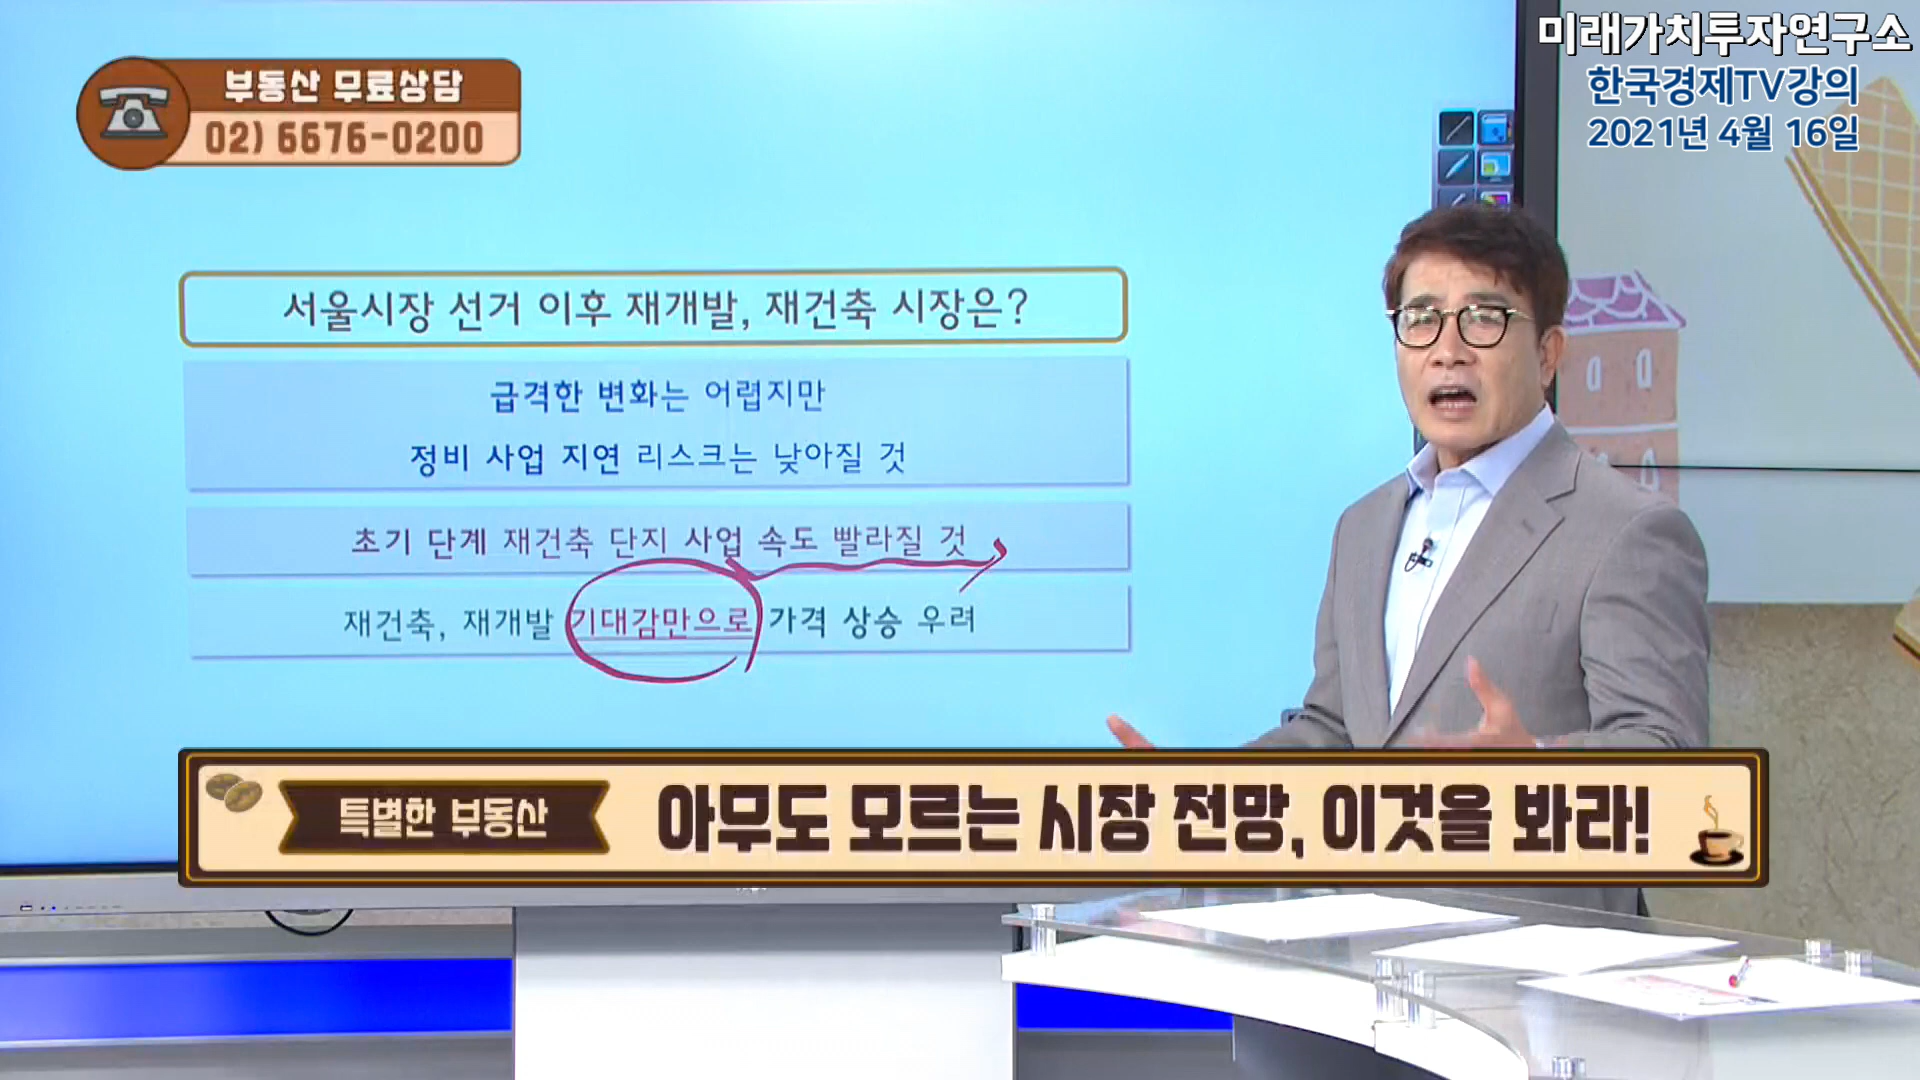 미래가치투자연구소
한국경제TV강의
2021년 4월 16일
부동산 무료상담
02) 6676-0200
서울시장 선거 이후 재개발, 재건축 시장은?
급격한 변화는 어렵지만
정비 사업 지연 리스크는 낮아질 것
초기 단계 재건축 단지 사업 속도 빨라질 것
재건축, 재개발 기대감만으로 가격 상승 우려
특별한 부동산
아무도 모르는 시장 전망, 이것을 봐라!